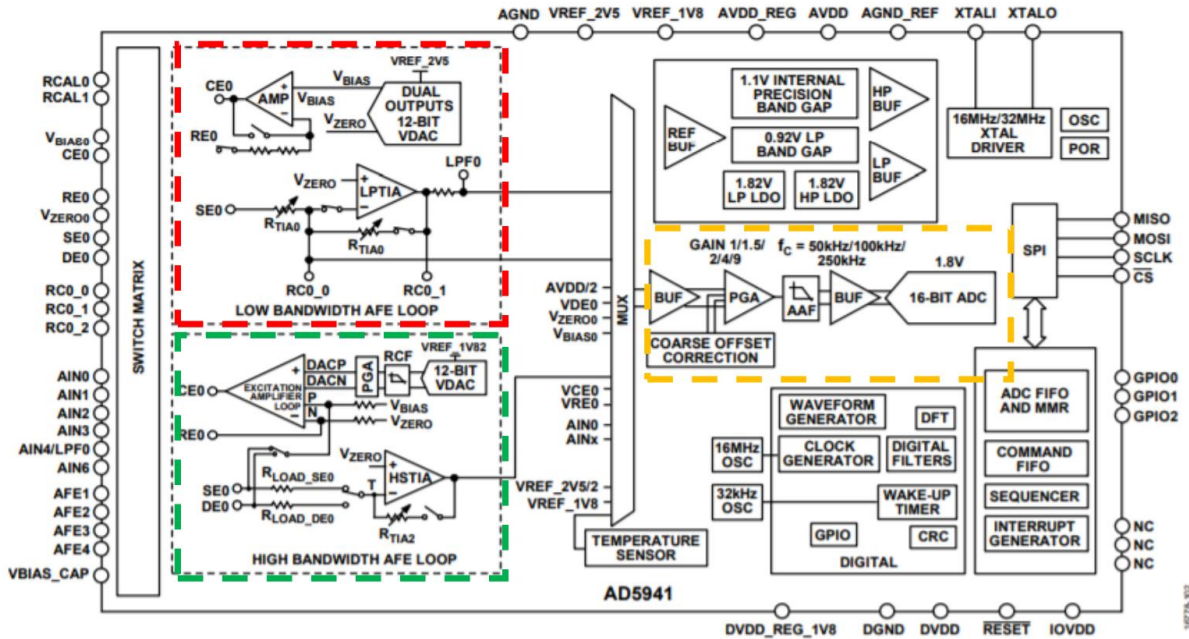 AGND VREF_2V5 VREF_1V8 AVDD_REG AVDD AGND_REF XTALI XTALO
RCAL0
RCAL1
VBIAS0
CE0
RE0
VZERO0
SE0
DE0
RC0_0
RC0_1
RC0_2
AIN0
AIN1
AIN2
AIN3
AIN4/LPF0
AIN6
AFE1
AFE2
AFE3
AFE4
VBIAS_CAP
SWITCH MATRIX
CE0
AMP
VBIAS
VBIAS
VZERO
VREF_2V5
DUAL
OUTPUTS
12-BIT
VDAC
RE0
LPF0
VZERO
LPTIA
SE0
RTIA0
RTIA0
RC0_0
RC0_1
LOW BANDWIDTH AFE LOOP
VREF_1V82
CE0
EXCITATION
AMPLIFIER
LOOP
DACP
DACN
P
N
PGA
RCF
12-BIT
VDAC
VBIAS
VZERO
RE0
RLOAD_SE0
SE0
DE0
RLOAD_DE0
VZERO
T
HSTIA
RTIA2
HIGH BANDWIDTH AFE LOOP
MUX
AVDD/2
VDE0
VZERO0
VBIAS0
VCE0
VRE0
AIN0
AINx
VREF_2V5/2
VREF_1V8
TEMPERATURE
SENSOR
REF
BUF
1.1V INTERNAL
PRECISION
BAND GAP
0.92V LP
BAND GAP
1.82V
LP LDO
1.82V
HP LDO
HP
BUF
LP
BUF
16MHz/32MHz
XTAL
DRIVER
OSC
POR
GAIN 1/1.5/
2/4/9
fC = 50kHz/100kHz/
250kHz
1.8V
BUF
PGA
AAF
BUF
16-BIT ADC
COARSE OFFSET
CORRECTION
SPI
MISO
MOSI
SCLK
CS
WAVEFORM
GENERATOR
DFT
16MHz
OSC
CLOCK
GENERATOR
DIGITAL
FILTERS
32kHz
OSC
WAKE-UP
TIMER
GPIO
CRC
DIGITAL
ADC FIFO
AND MMR
COMMAND
FIFO
SEQUENCER
INTERRUPT
GENERATOR
GPIO0
GPIO1
GPIO2
NC
NC
NC
AD5941
DVDD_REG_1V8 DGND DVDD RESET IOVDD